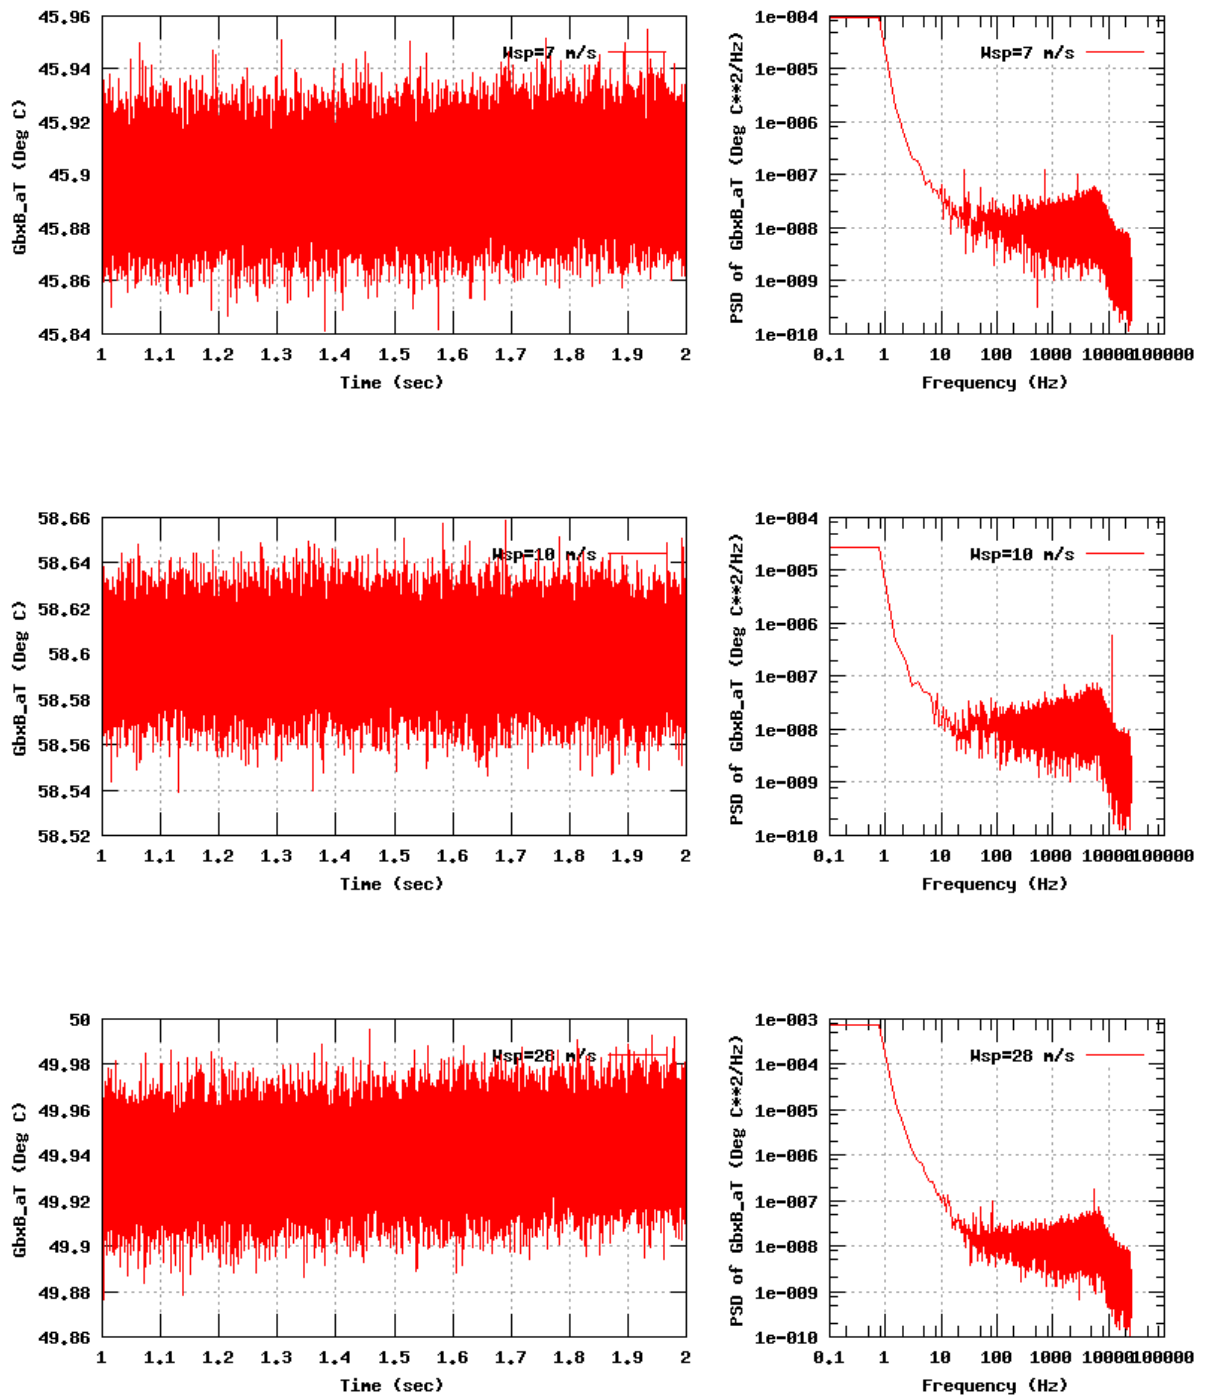 45.96
45.94
45.92
45.9
45.88
45.86
45.84
GbxB_aT (Deg C)
Wsp=7 m/s
1 1.1 1.2 1.3 1.4 1.5 1.6 1.7 1.8 1.9 2
Time (sec)
1e-004
1e-005
1e-006
1e-007
1e-008
1e-009
1e-010
PSD of GbxB_aT (Deg C**2/Hz)
Wsp=7 m/s
0.1 1 10 100 1000 10000 100000
Frequency (Hz)
58.66
58.64
58.62
58.6
58.58
58.56
58.54
58.52
GbxB_aT (Deg C)
Wsp=10 m/s
1 1.1 1.2 1.3 1.4 1.5 1.6 1.7 1.8 1.9 2
Time (sec)
1e-004
1e-005
1e-006
1e-007
1e-008
1e-009
1e-010
PSD of GbxB_aT (Deg C**2/Hz)
Wsp=10 m/s
0.1 1 10 100 1000 10000 100000
Frequency (Hz)
50
49.98
49.96
49.94
49.92
49.9
49.88
49.86
GbxB_aT (Deg C)
Wsp=28 m/s
1 1.1 1.2 1.3 1.4 1.5 1.6 1.7 1.8 1.9 2
Time (sec)
1e-003
1e-004
1e-005
1e-006
1e-007
1e-008
1e-009
1e-010
PSD of GbxB_aT (Deg C**2/Hz)
Wsp=28 m/s
0.1 1 10 100 1000 10000 100000
Frequency (Hz)